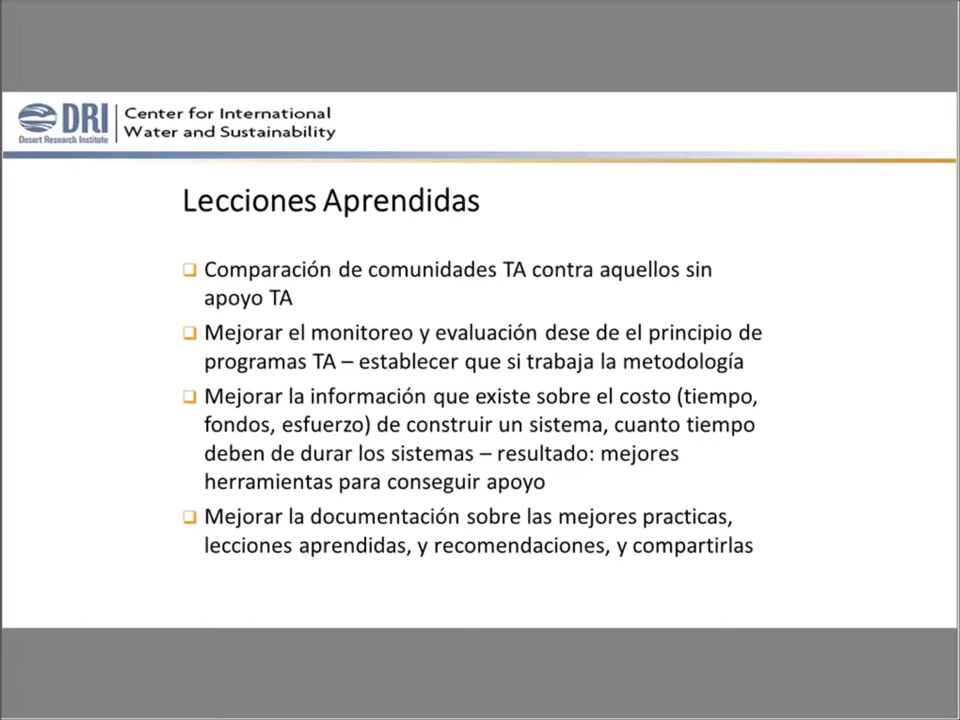 DRI
Desert Research Institute
Center for International
Water and Sustainability
Lecciones Aprendidas
Comparación de comunidades TA contra aquellos sin
apoyo TA
Mejorar el monitoreo y evaluación dese de el principio de
programas TA – establecer que si trabaja la metodología
Mejorar la información que existe sobre el costo (tiempo,
fondos, esfuerzo) de construir un sistema, cuanto tiempo
deben de durar los sistemas – resultado: mejores
herramientas para conseguir apoyo
Mejorar la documentación sobre las mejores practicas,
lecciones aprendidas, y recomendaciones, y compartirlas